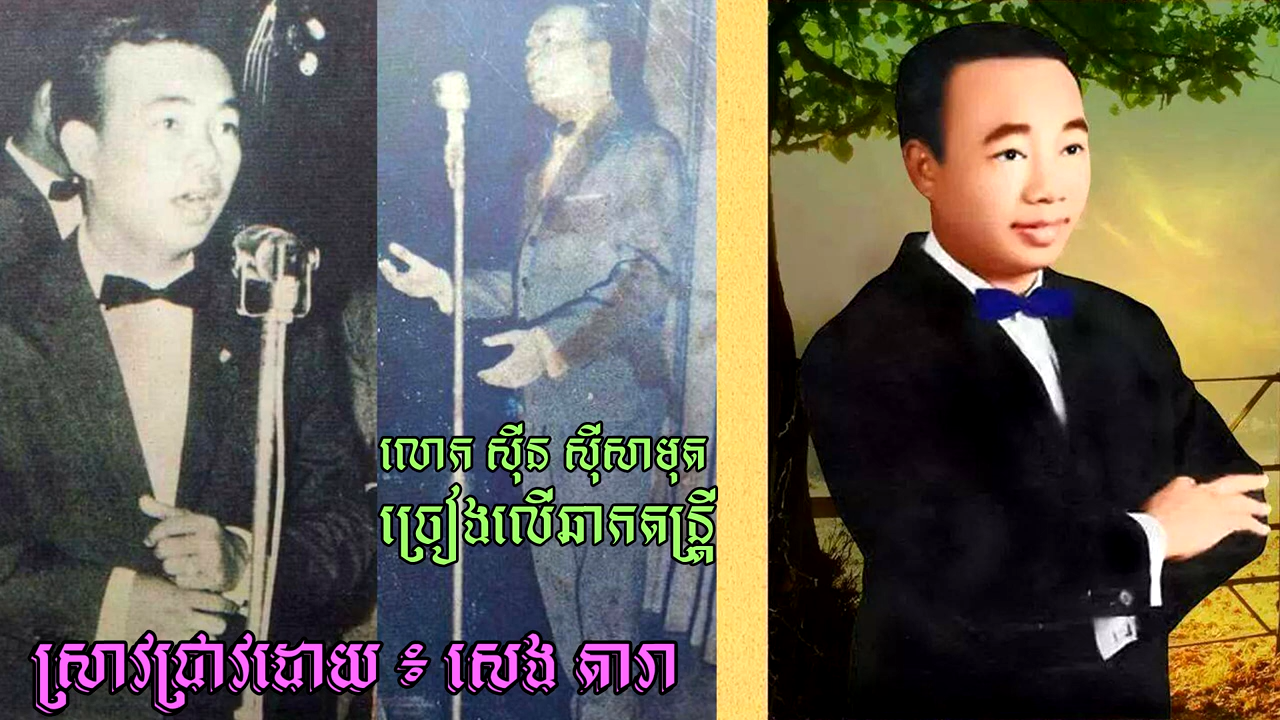 លោក ស៊ីន ស៊ីសាមុត
ច្រៀងលើឆាកតន្ត្រី
ស្រាវជ្រាវដោយ ៖ សេង តារា